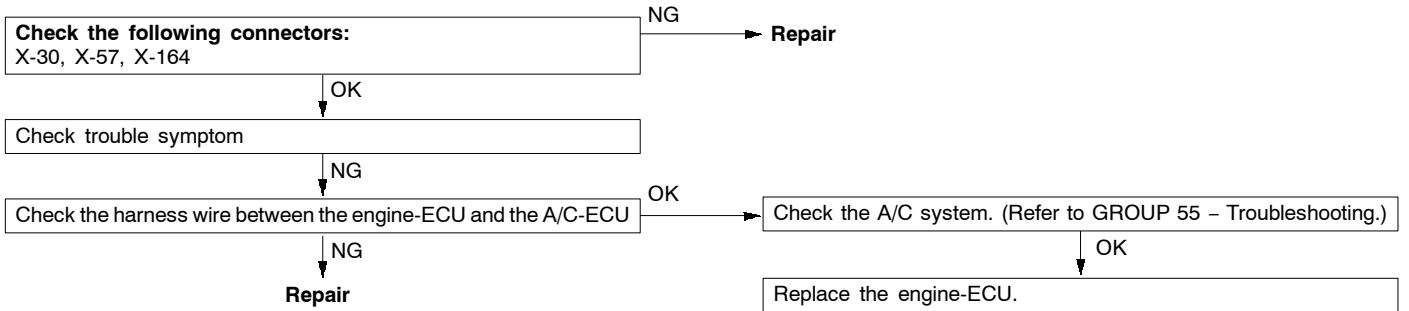 NG
Check the following connectors:
X-30, X-57, X-164
Repair
OK
Check trouble symptom
NG
Check the harness wire between the engine-ECU and the A/C-ECU
OK
Check the A/C system. (Refer to GROUP 55 – Troubleshooting.)
NG
OK
Repair
Replace the engine-ECU.